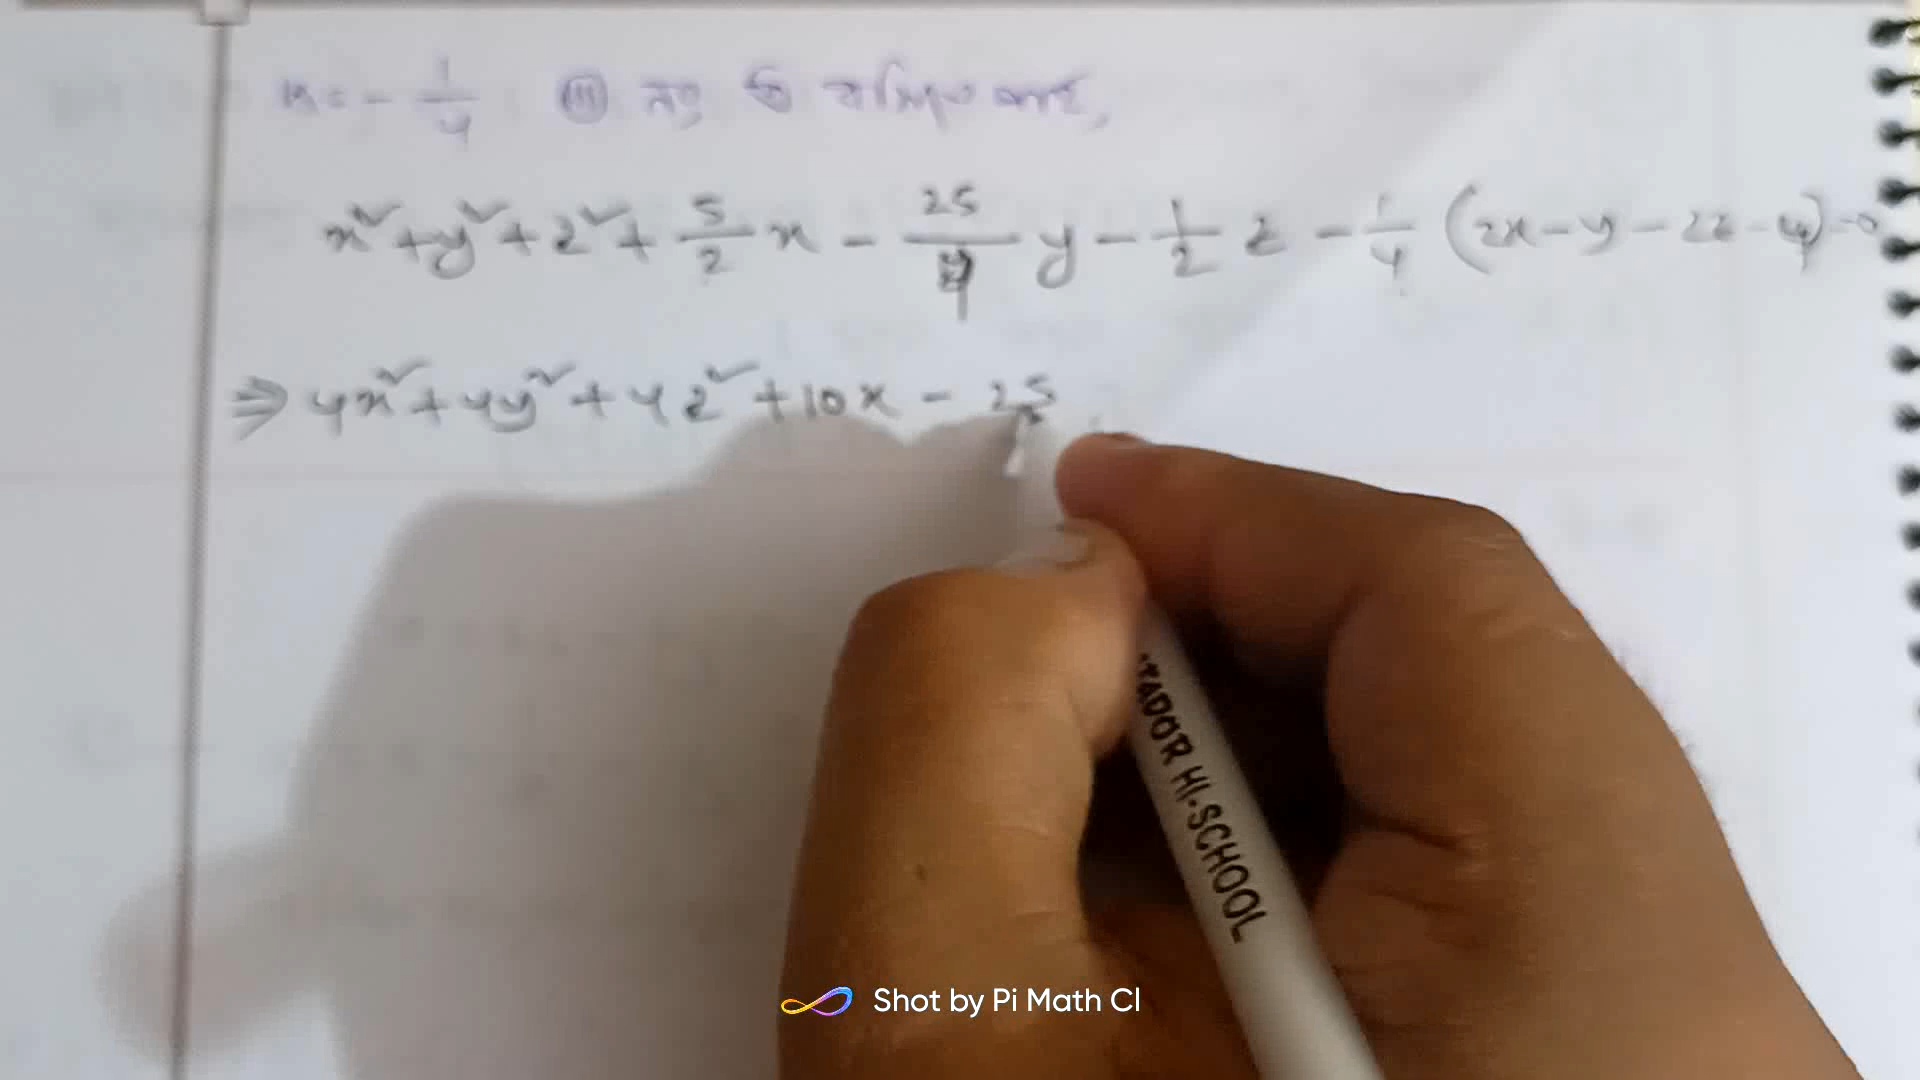 k = - 1/4 (iii) নং এ বসিয়ে পাই,
x² + y² + z² + 5/2 x - 25/4 y - 1/2 z - 1/4 (2x - y - 2z - 4) = 0
⇒ 4x² + 4y² + 4z² + 10x - 25
TADOR HI-SCHOOL
Shot by Pi Math Cl